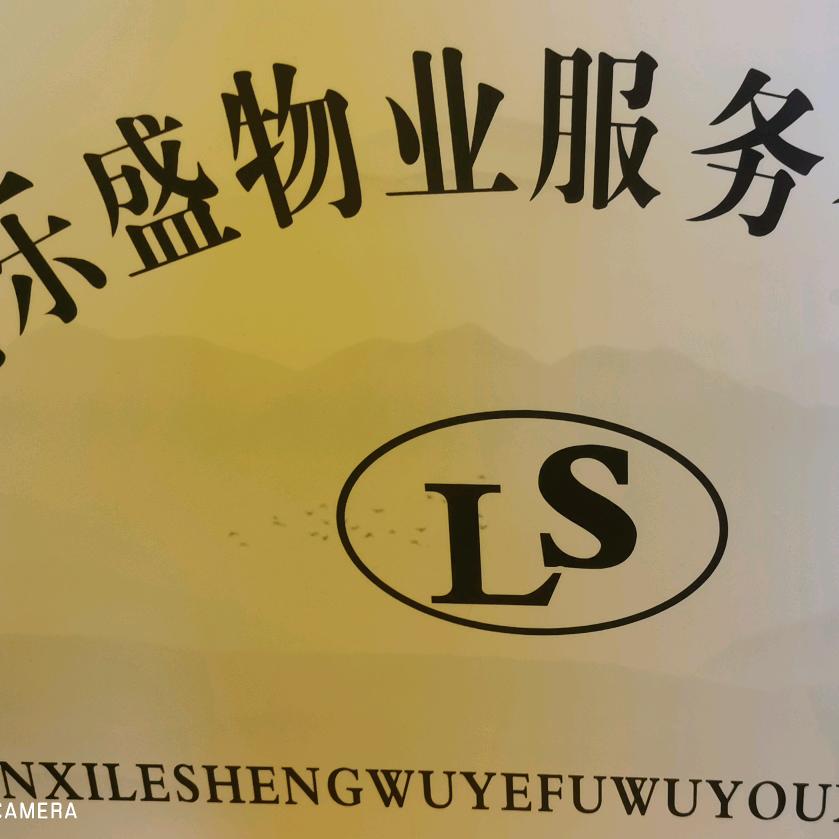 乐盛物业服务
LS
NXILESHENGWUYEFUWUYOU
CAMERA